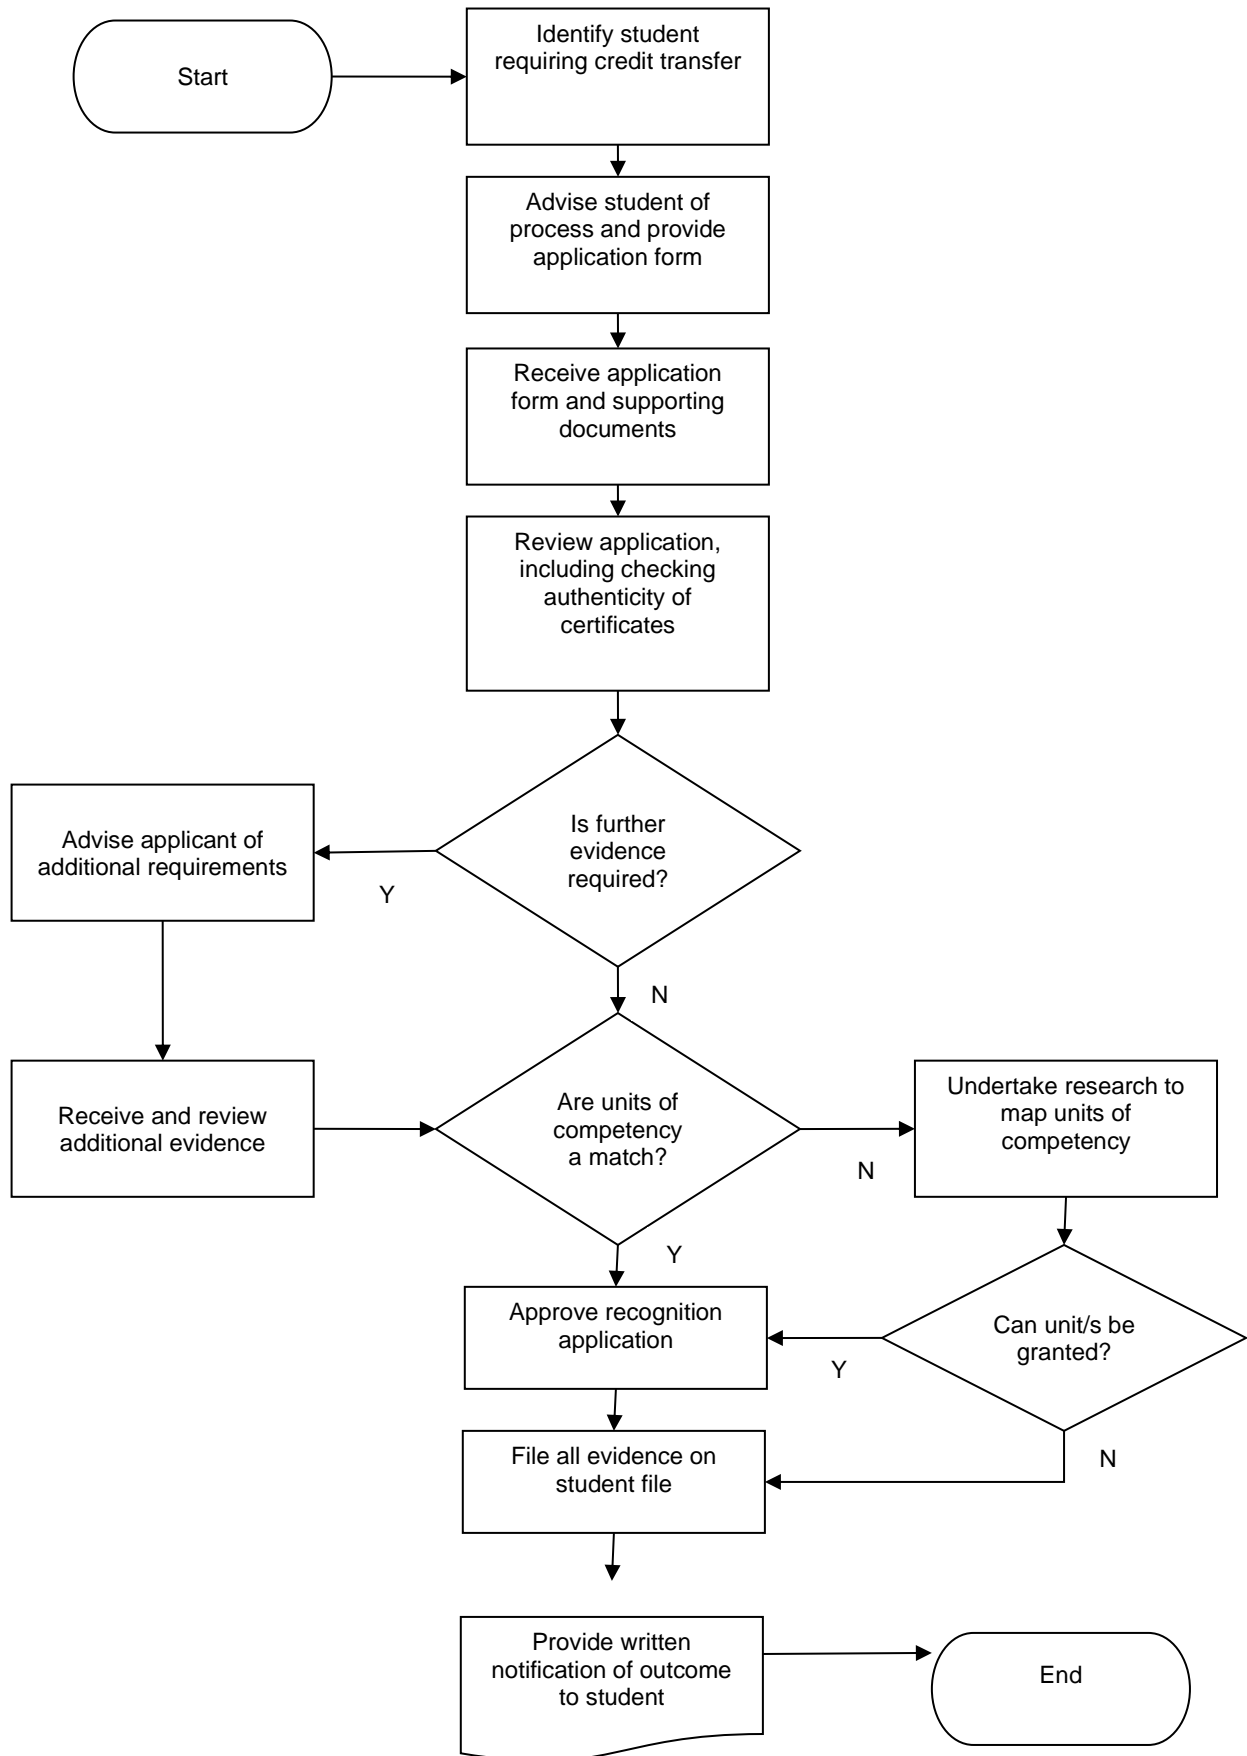 Start
Identify student
requiring credit transfer
Advise student of
process and provide
application form
Receive application
form and supporting
documents
Review application,
including checking
authenticity of
certificates
Is further
evidence
required?
Y
Advise applicant of
additional requirements
N
Receive and review
additional evidence
Are units of
competency
a match?
N
Undertake research to
map units of
competency
Y
Approve recognition
application
Can unit/s be
granted?
Y
N
File all evidence on
student file
Provide written
notification of outcome
to student
End